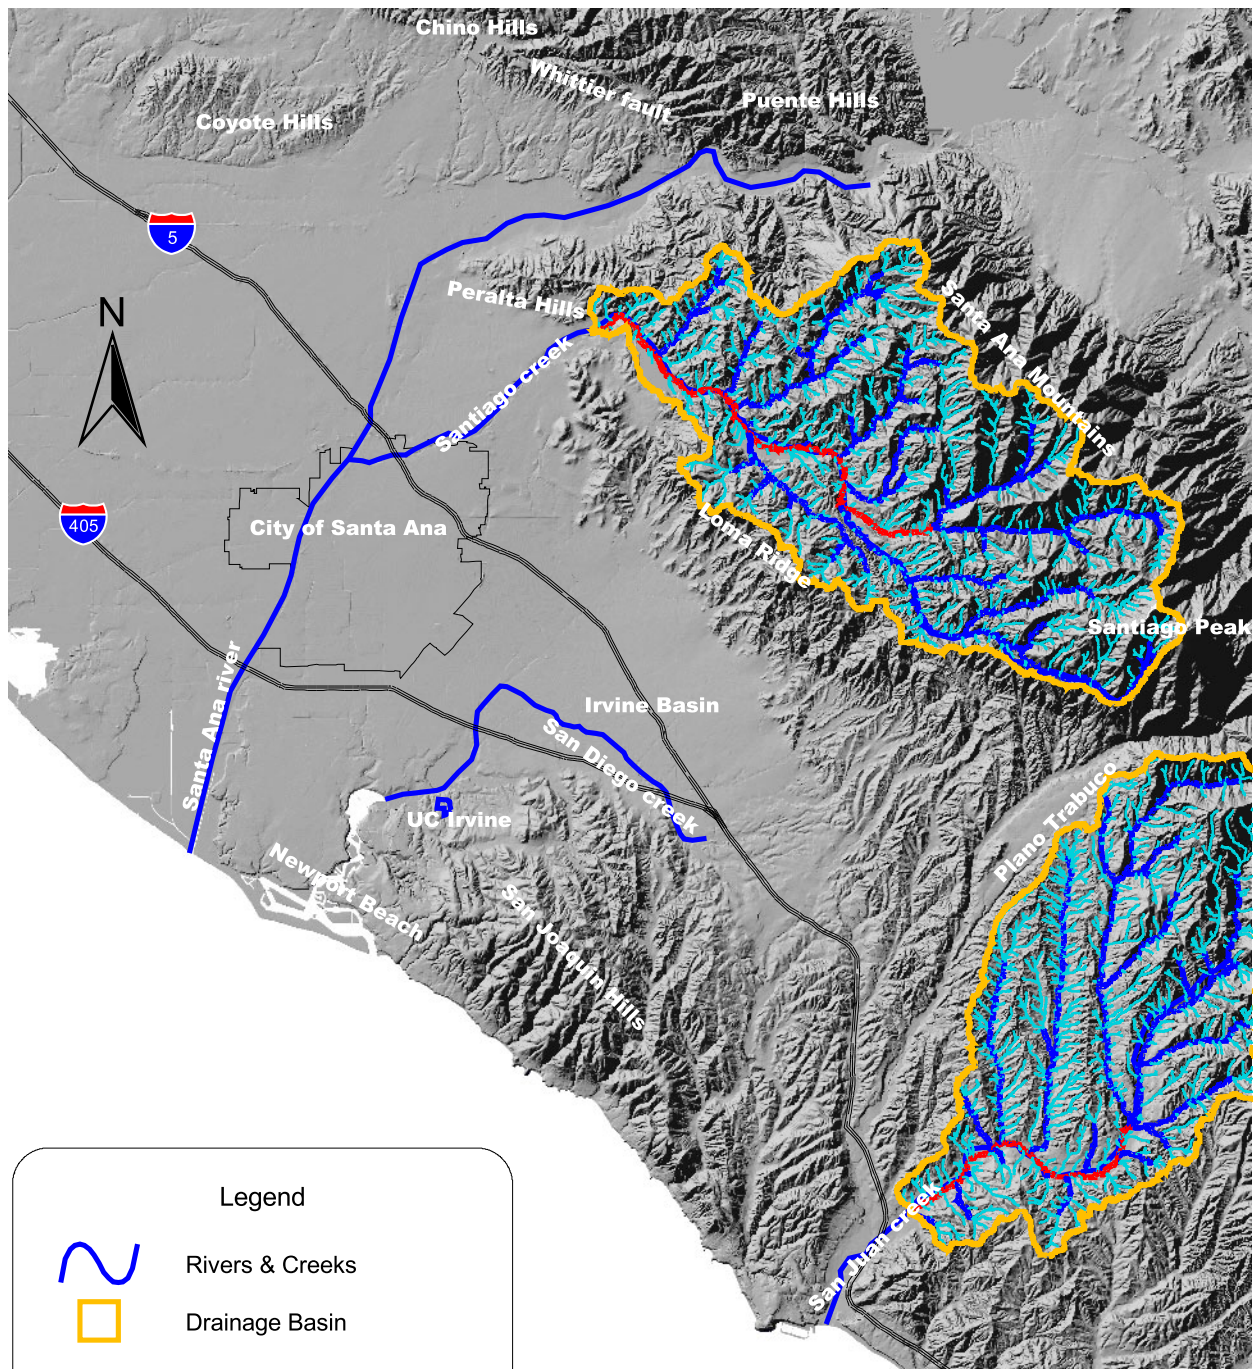 Chino Hills
Whittier fault
Puente Hills
Coyote Hills
5
Peralta Hills
Santa Ana Mountains
N
Santiago creek
405
City of Santa Ana
Loma Ridge
Santiago Peak
Santa Ana river
Irvine Basin
San Diego creek
Plano Trabuco
UC Irvine
Newport Beach
San Joaquin Hills
San Juan creek
Legend
Rivers & Creeks
Drainage Basin